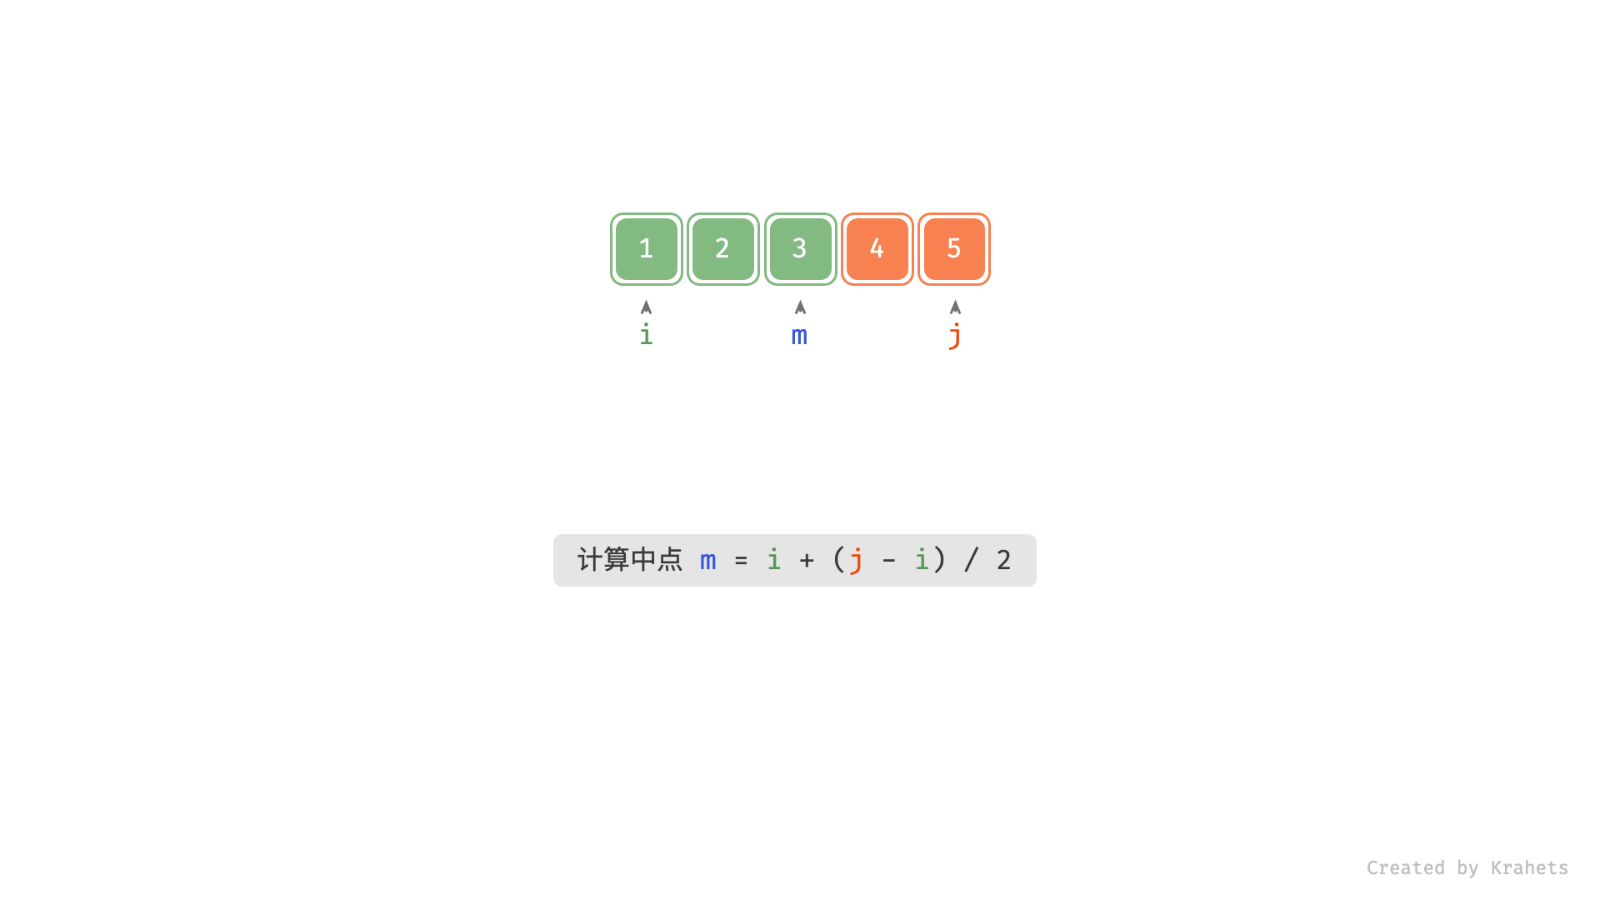 1 2 3 4 5
i m j
计算中点 m = i + (j - i) / 2
Created by Krahets